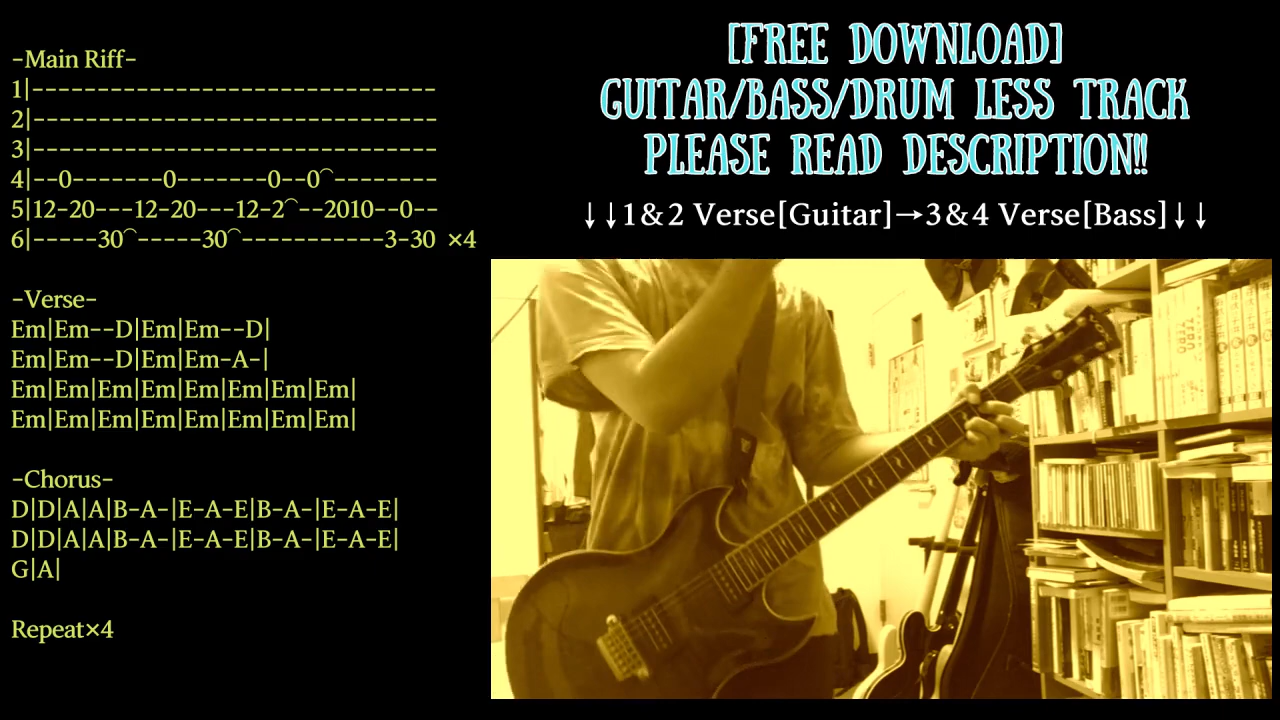 -Main Riff-
1|-------------------------------
2|-------------------------------
3|-------------------------------
4|--0-------0-------0--0⌒--------
5|12-20---12-20---12-2⌒--2010--0--
6|-----30⌒-----30⌒-----------3-30 ×4
-Verse-
Em|Em--D|Em|Em--D|
Em|Em--D|Em|Em-A-|
Em|Em|Em|Em|Em|Em|Em|Em|
Em|Em|Em|Em|Em|Em|Em|Em|
-Chorus-
D|D|A|A|B-A-|E-A-E|B-A-|E-A-E|
D|D|A|A|B-A-|E-A-E|B-A-|E-A-E|
G|A|
Repeat×4
[FREE DOWNLOAD]
GUITAR/BASS/DRUM LESS TRACK
PLEASE READ DESCRIPTION!!
↓↓1&2 Verse[Guitar]→3&4 Verse[Bass]↓↓